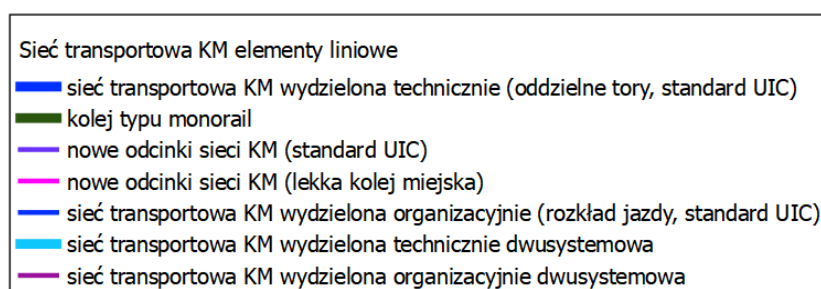 Sieć transportowa KM elementy liniowe
sieć transportowa KM wydzielona technicznie (oddzielne tory, standard UIC)
kolej typu monorail
nowe odcinki sieci KM (standard UIC)
nowe odcinki sieci KM (lekka kolej miejska)
sieć transportowa KM wydzielona organizacyjnie (rozkład jazdy, standard UIC)
sieć transportowa KM wydzielona technicznie dwusystemowa
sieć transportowa KM wydzielona organizacyjnie dwusystemowa